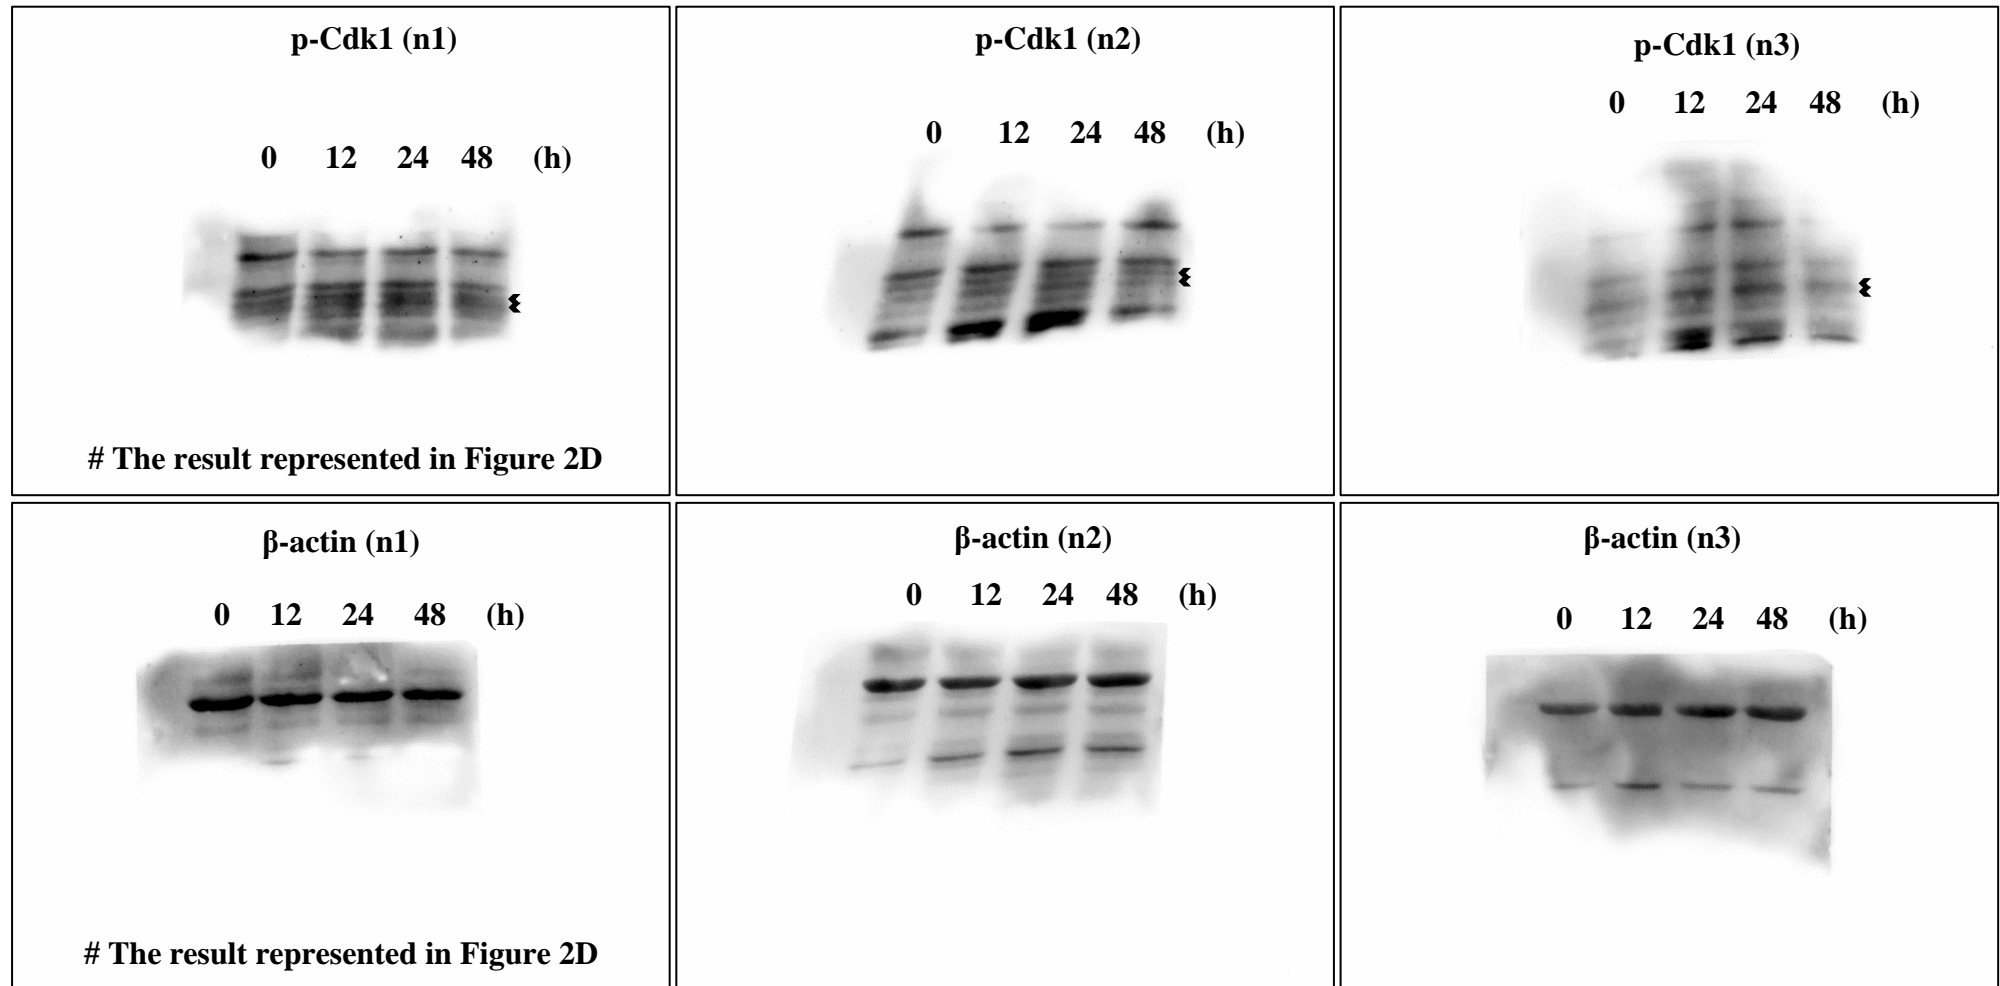 p-Cdk1 (n1)
0 12 24 48 (h)
# The result represented in Figure 2D
p-Cdk1 (n2)
0 12 24 48 (h)
p-Cdk1 (n3)
0 12 24 48 (h)
β-actin (n1)
0 12 24 48 (h)
# The result represented in Figure 2D
β-actin (n2)
0 12 24 48 (h)
β-actin (n3)
0 12 24 48 (h)